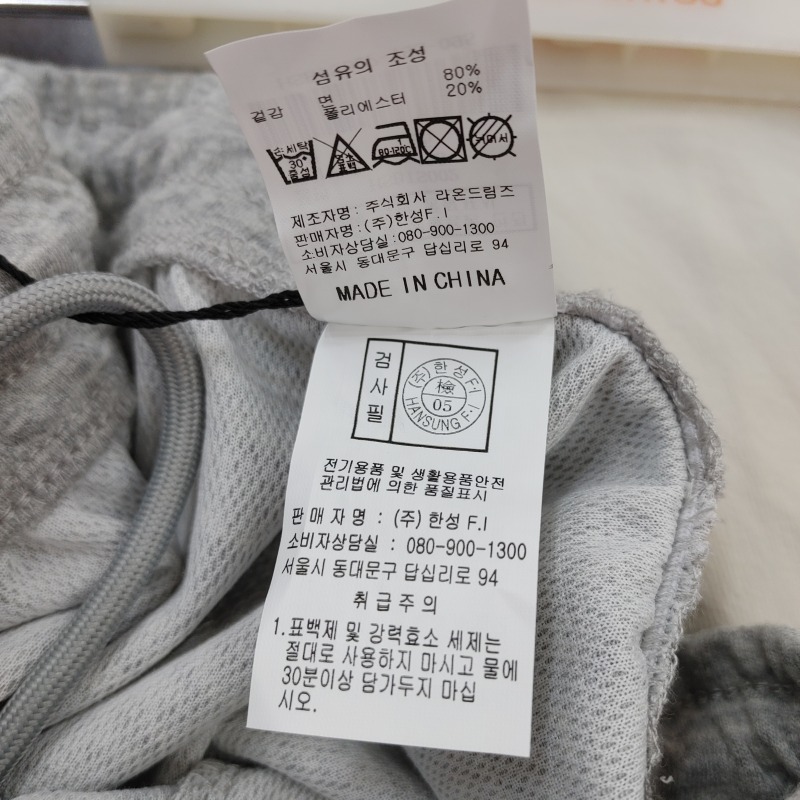 섬유의 조성
겉감 면 80%
폴리에스터 20%
손세탁
30°
중성
염소
표백
80-120℃
제조자명: 주식회사 라온드림즈
판매자명:(주)한성F.I
소비자상담실:080-900-1300
서울시 동대문구 답십리로 94
MADE IN CHINA
검사필
(주)한성F.I
檢
05
HANSUNG F.I
전기용품 및 생활용품안전
관리법에 의한 품질표시
판 매 자 명 : (주) 한성 F.I
소비자상담실 : 080-900-1300
서울시 동대문구 답십리로 94
취 급 주 의
1. 표백제 및 강력효소 세제는
절대로 사용하지 마시고 물에
30분이상 담가두지 마십
시오.